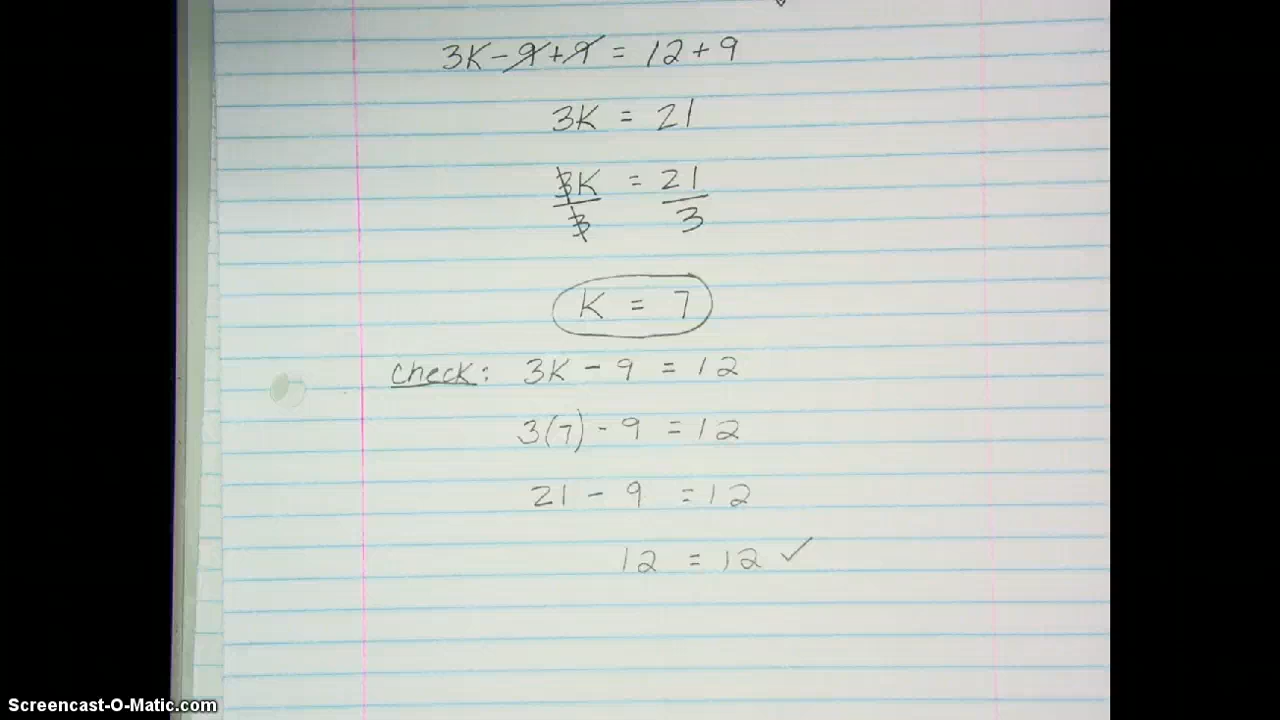 3K - 9 + 9 = 12 + 9
3K = 21
3K = 21
3 3
K = 7
check: 3K - 9 = 12
3(7) - 9 = 12
21 - 9 = 12
12 = 12 ✓
Screencast-O-Matic.com